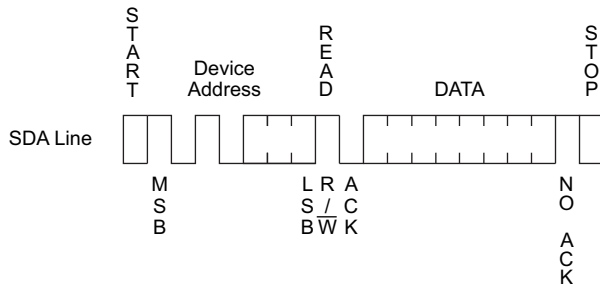 START
Device
Address
READ
DATA
STOP
SDA Line
MSB
LSB
R/W
ACK
NO ACK